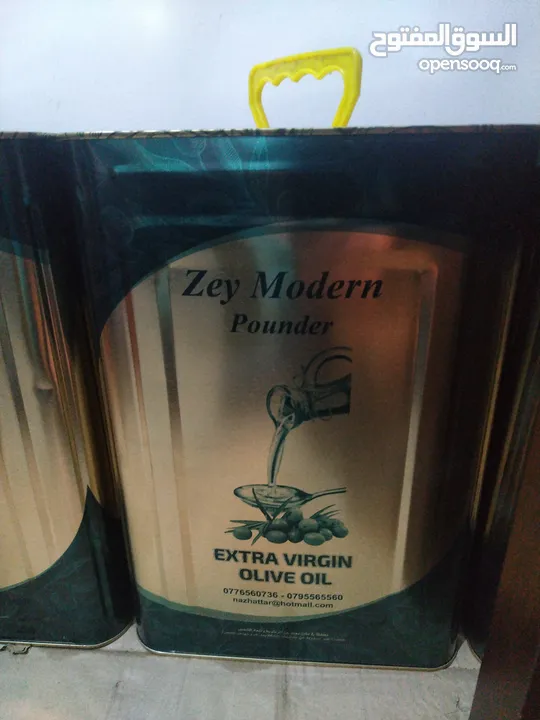 السوق المفتوح
opensooq.com
Zey Modern
Pounder
EXTRA VIRGIN
OLIVE OIL
0776560736 - 0795565560
nazhattar@hotmail.com